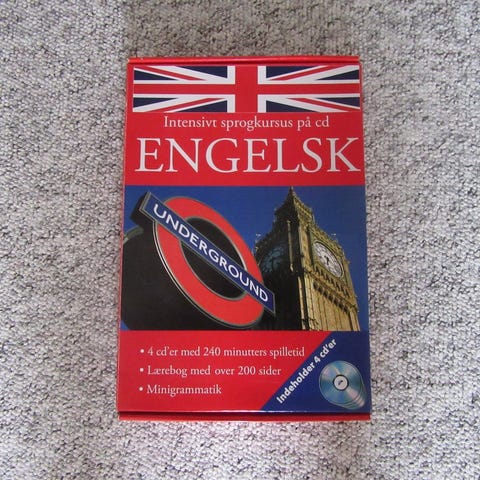 Intensivt sprogkursus på cd
ENGELSK
UNDERGROUND
• 4 cd'er med 240 minutters spilletid
• Lærebog med over 200 sider
• Minigrammatik
Indeholder 4 cd'er